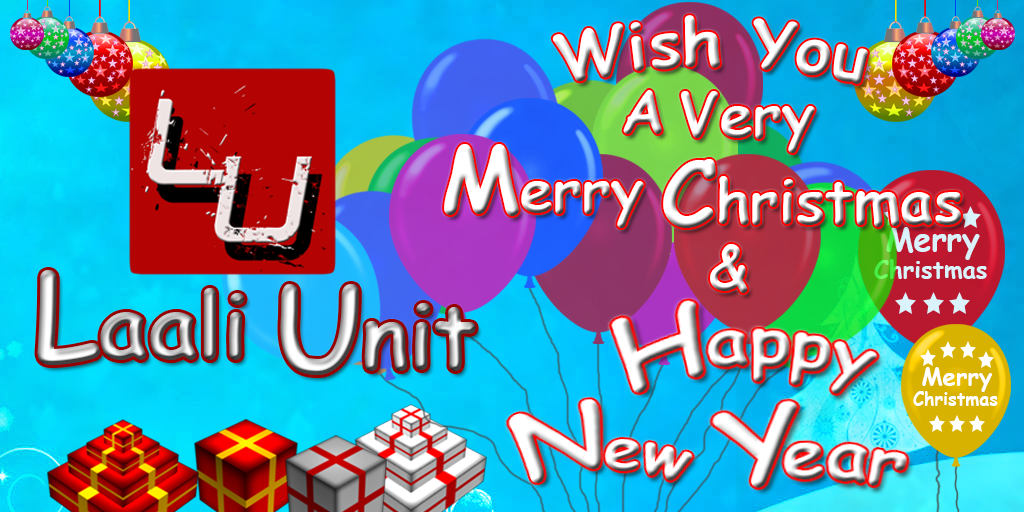 LU
Laali Unit
Wish You
A Very
Merry Christmas
&
Happy
New Year
Merry
Christmas
Merry
Christmas